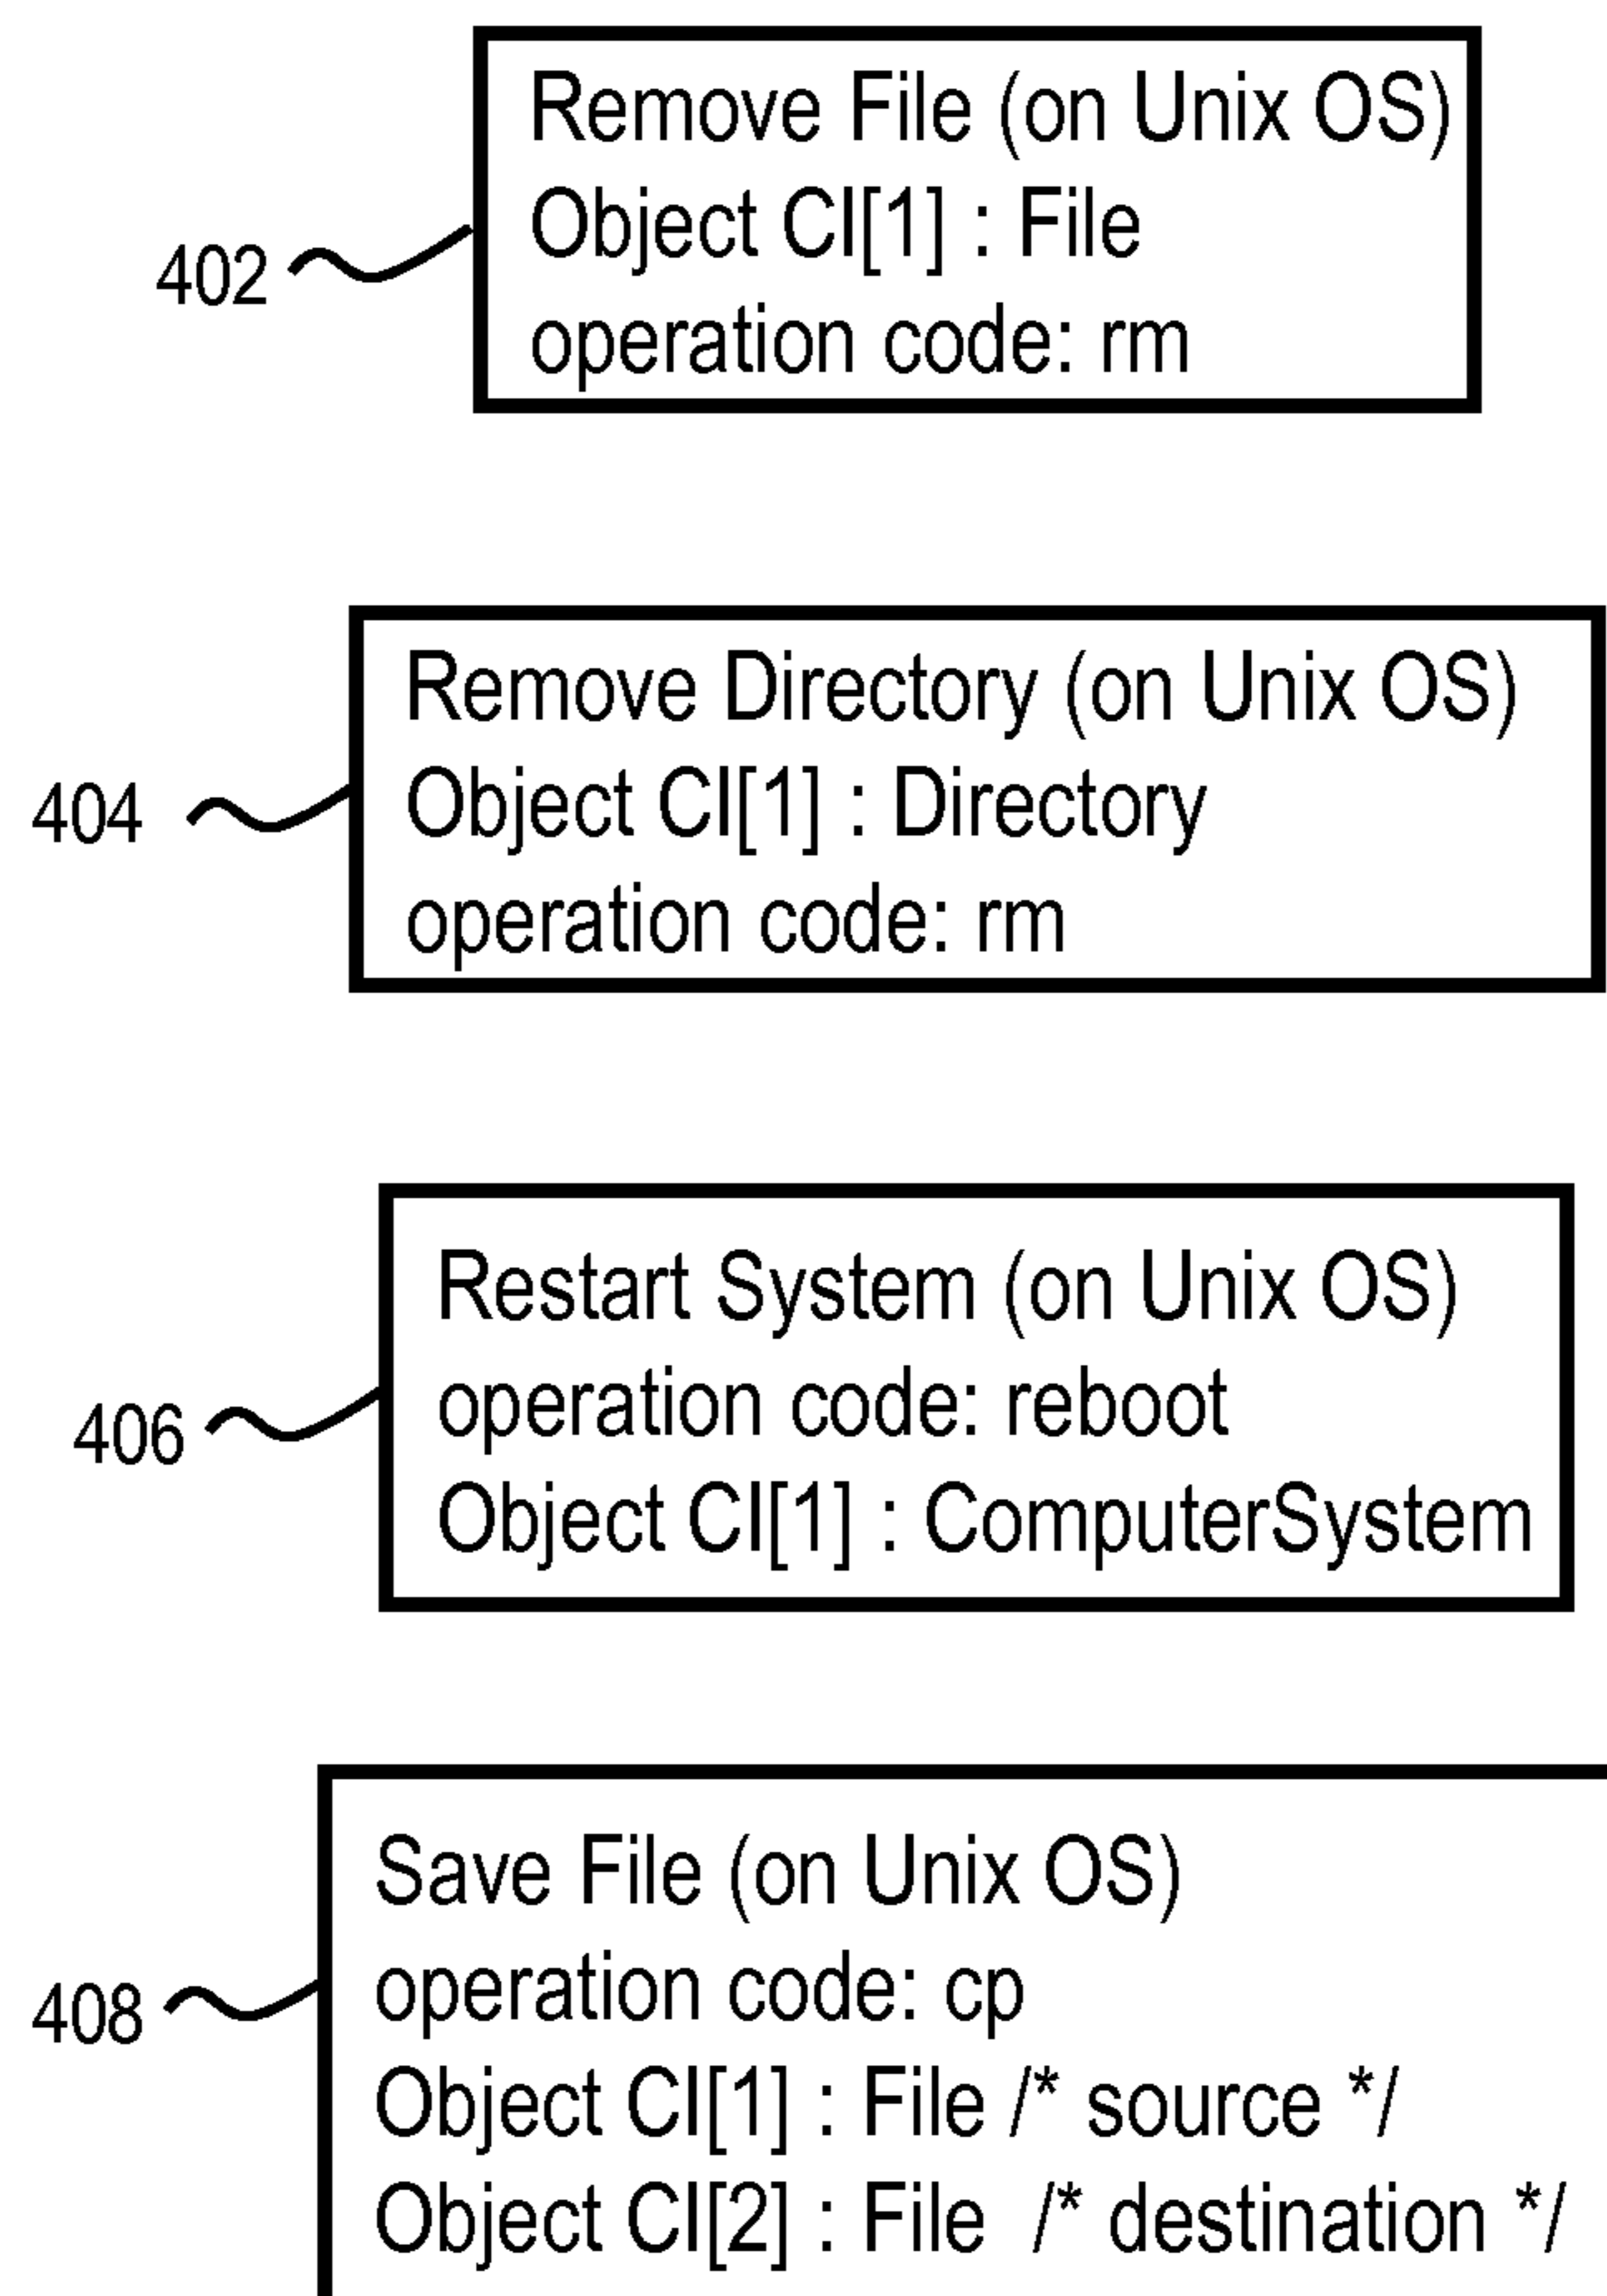 Remove File (on Unix OS)
Object CI[1] : File
402
operation code: rm
Remove Directory (on Unix OS)
Object CI[1] : Directory
404
operation code: rm
Restart System (on Unix OS)
operation code: reboot
406
Object CI[1] : ComputerSystem
Save File (on Unix OS)
operation code: cp
408
Object CI[1] : File /* source */
Object CI[2] : File /* destination */